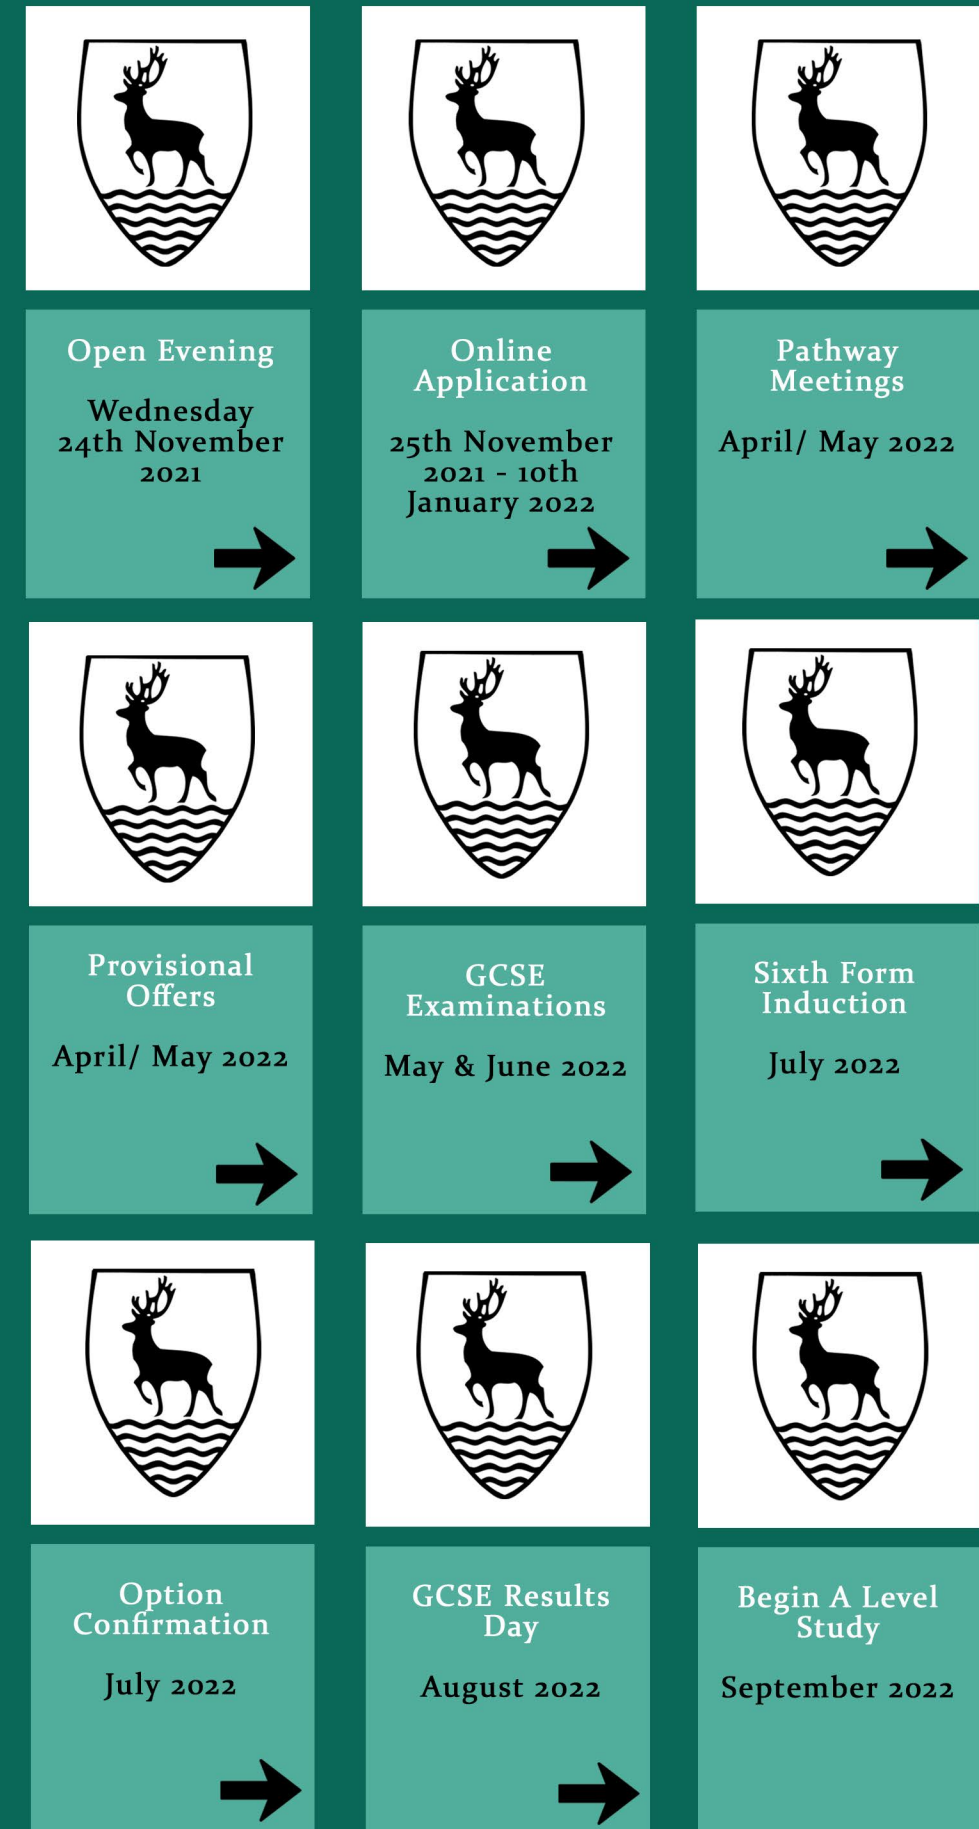 Open Evening
Wednesday
24th November
2021
Online
Application
25th November
2021 - 10th
January 2022
Pathway
Meetings
April/ May 2022
Provisional
Offers
April/ May 2022
GCSE
Examinations
May & June 2022
Sixth Form
Induction
July 2022
Option
Confirmation
July 2022
GCSE Results
Day
August 2022
Begin A Level
Study
September 2022